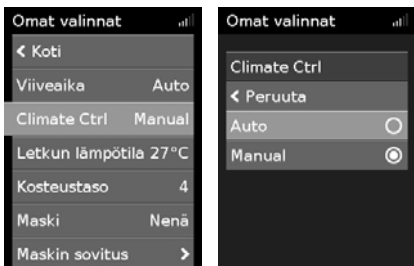 Omat valinnat
< Koti
Viiveaika Auto
Climate Ctrl Manual
Letkun lämpötila 27°C
Kosteustaso 4
Maski Nenä
Maskin sovitus >
Omat valinnat
Climate Ctrl
< Peruuta
Auto
Manual